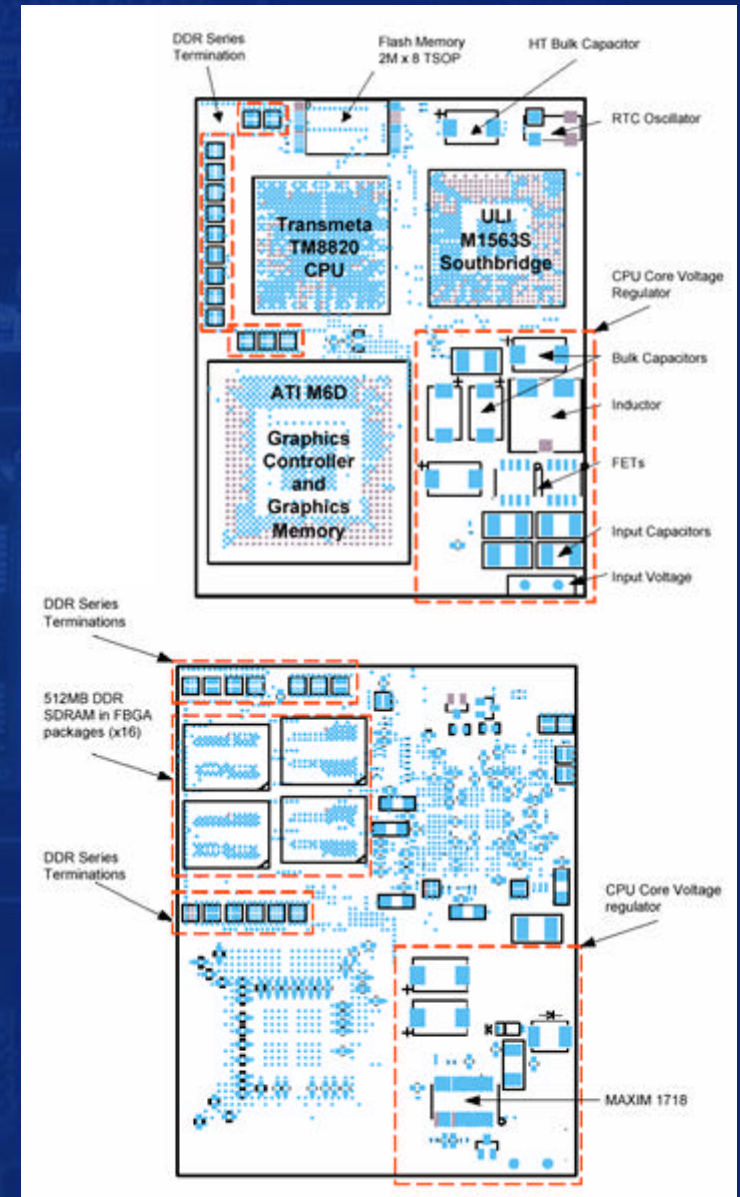 DDR Series
Termination
Flash Memory
2M x 8 TSOP
HT Bulk Capacitor
RTC Oscillator
Transmeta
TM8820
CPU
ULI
M1563S
Southbridge
CPU Core Voltage
Regulator
Bulk Capacitors
ATI M6D
Inductor
Graphics
Controller
and
Graphics
Memory
FETs
Input Capacitors
Input Voltage
DDR Series
Terminations
512MB DDR
SDRAM in FBGA
packages (x16)
DDR Series
Terminations
CPU Core Voltage
regulator
MAXIM 1718